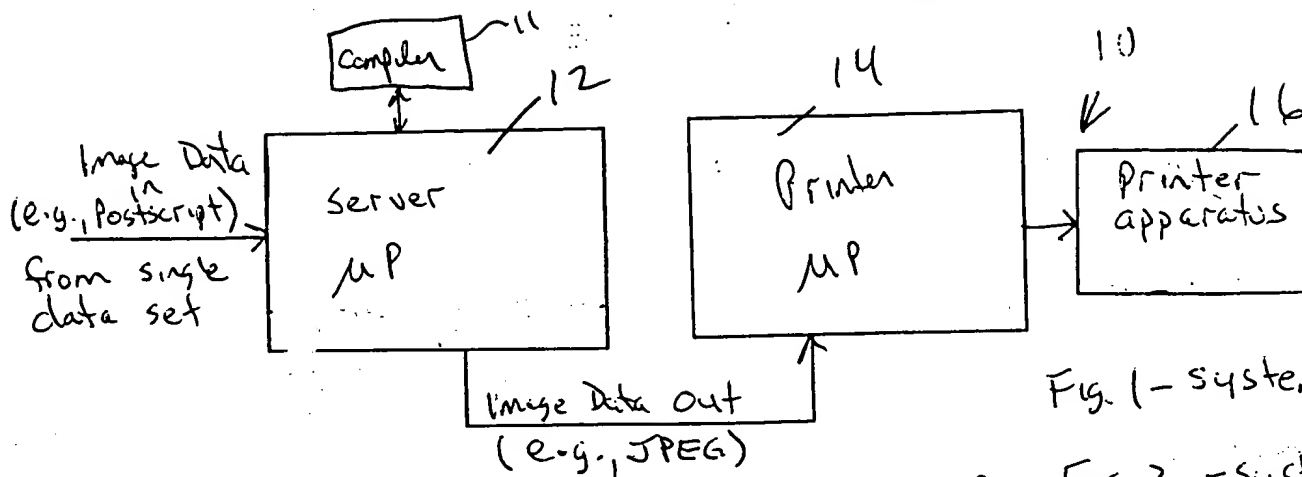 11
Compiler
12
Image Data
in
(e.g., Postscript)
from single
data set
server
μP
14
Printer
μP
10
16
Printer
apparatus
Image Data Out
(e.g., JPEG)
Fig. 1 - Syste